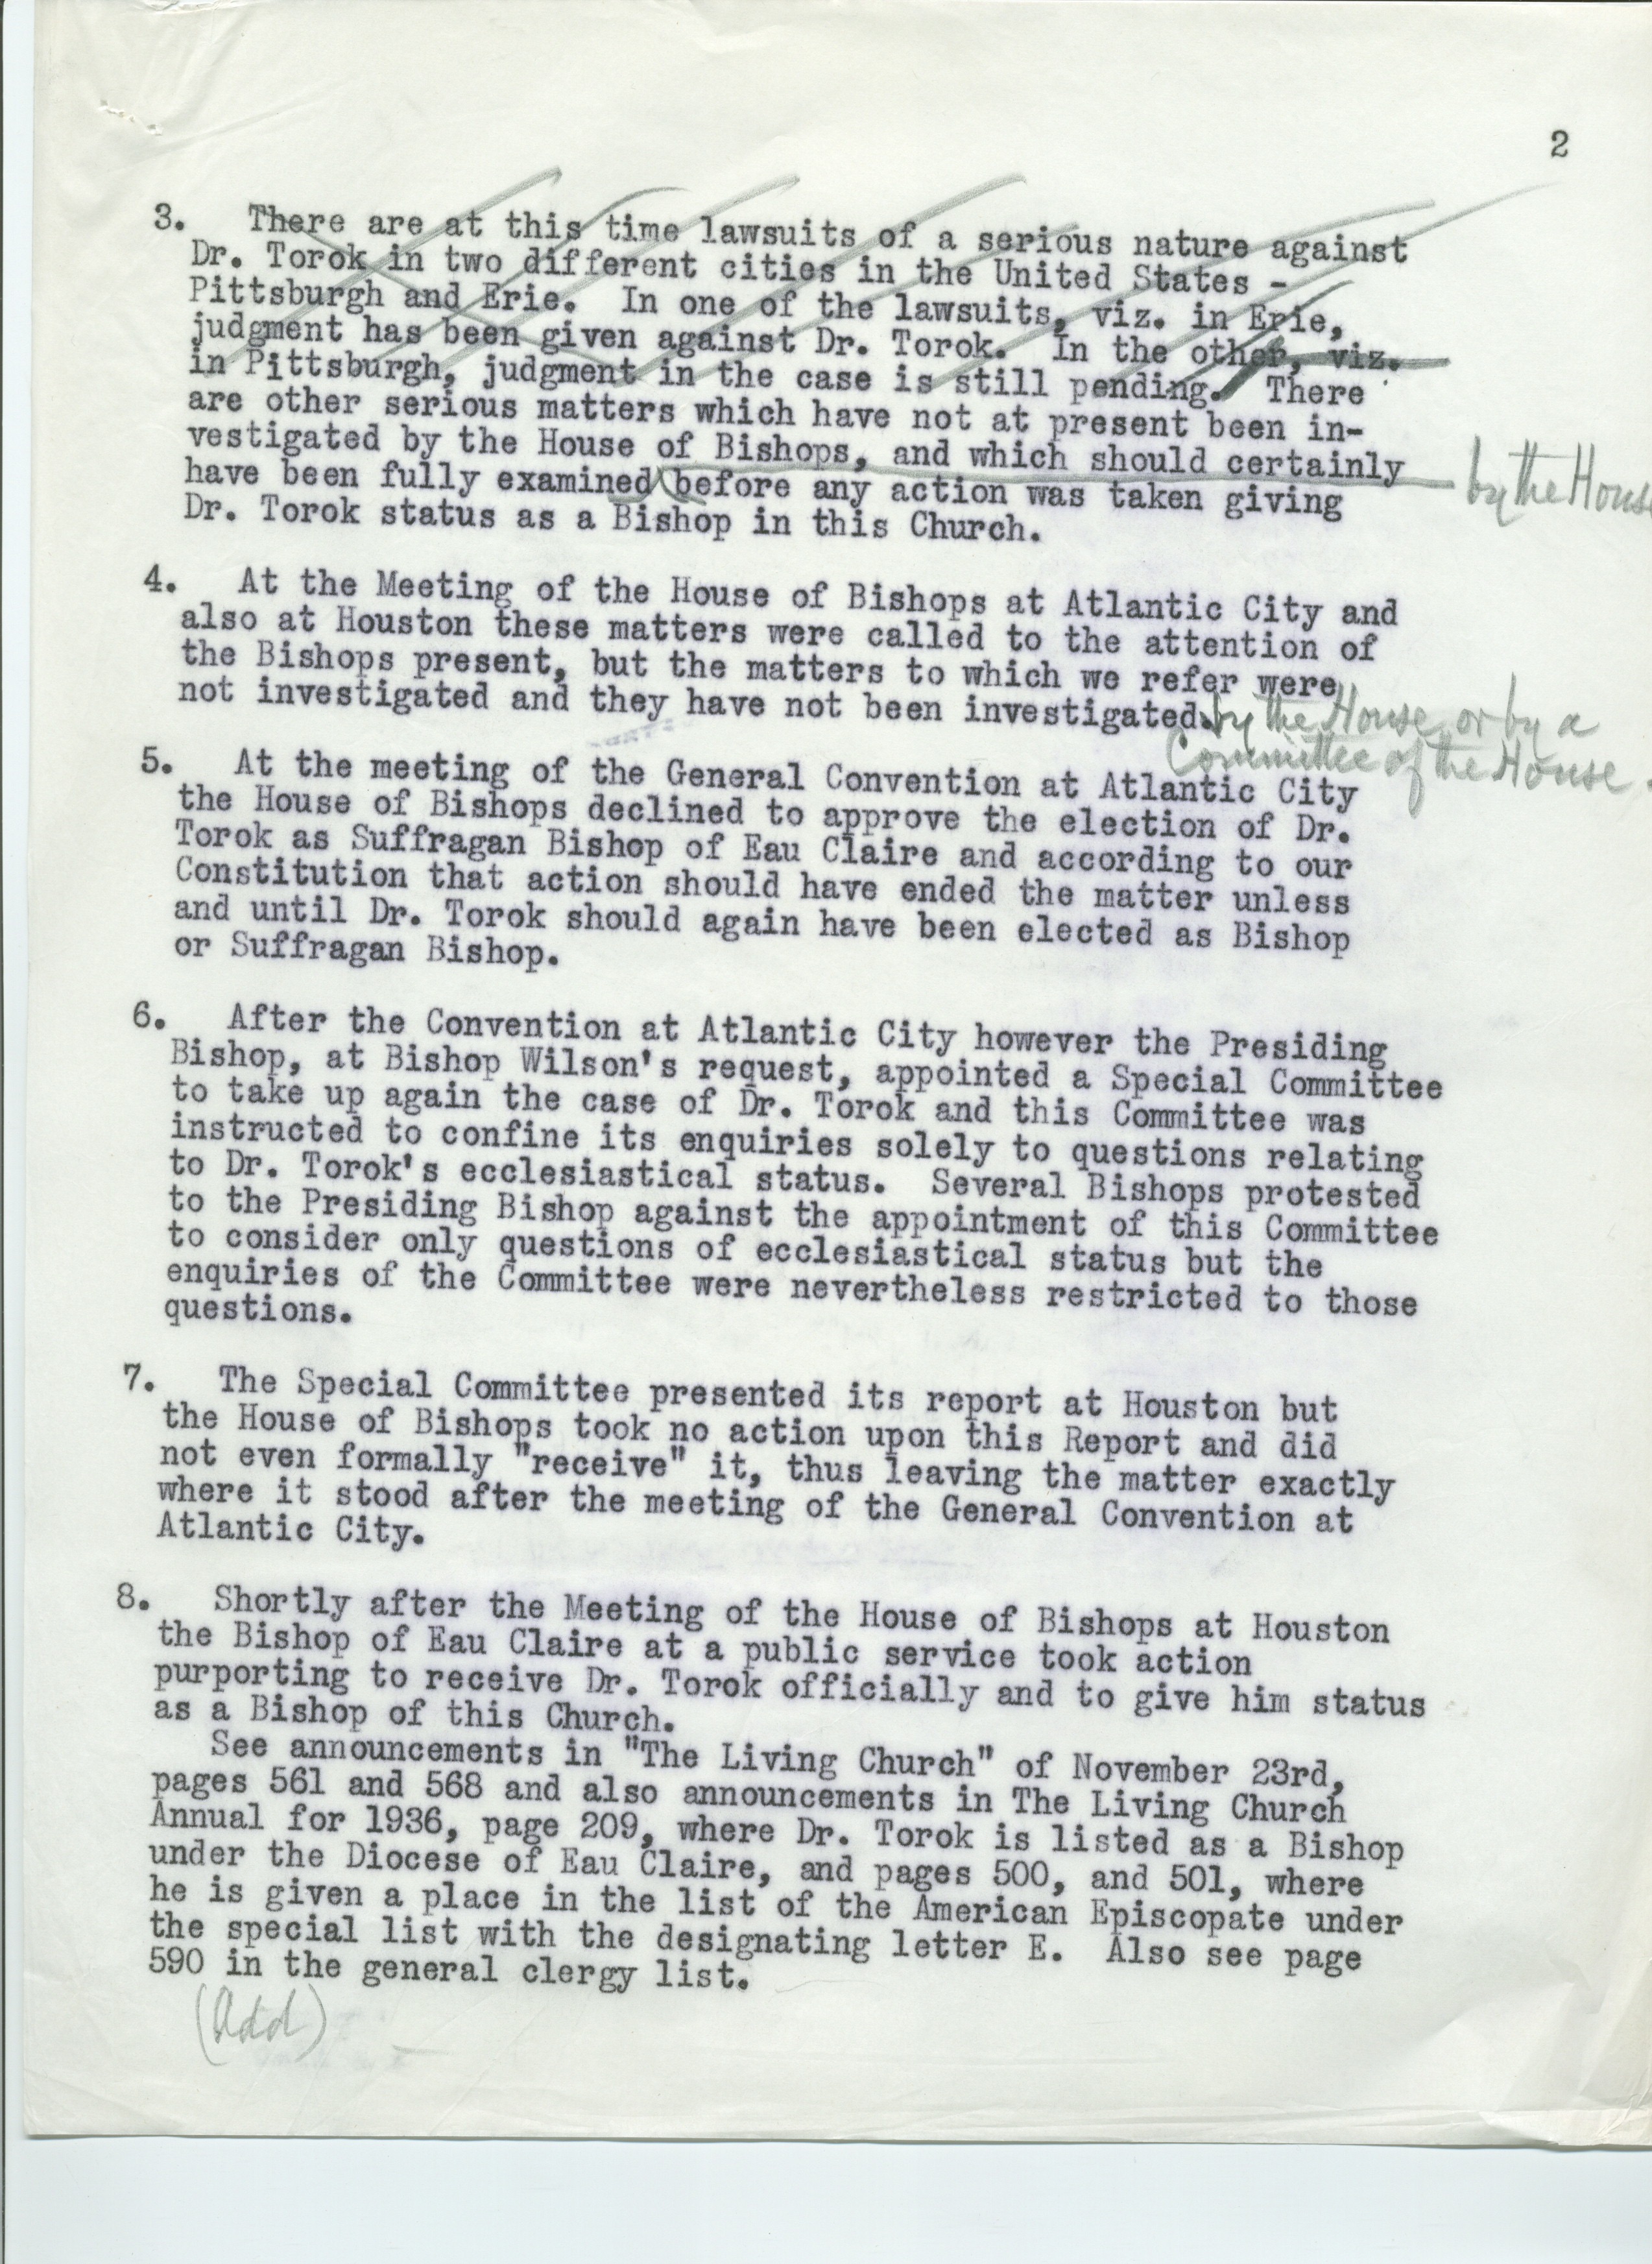 2
3. There are at this time lawsuits of a serious nature against
Dr. Torok in two different cities in the United States -
Pittsburgh and Erie. In one of the lawsuits, viz. in Erie,
judgment has been given against Dr. Torok. In the other, viz.
in Pittsburgh, judgment in the case is still pending. There
are other serious matters which have not at present been in-
vestigated by the House of Bishops, and which should certainly
have been fully examined before any action was taken giving
by the House
Dr. Torok status as a Bishop in this Church.
4. At the Meeting of the House of Bishops at Atlantic City and
also at Houston these matters were called to the attention of
the Bishops present, but the matters to which we refer were
not investigated and they have not been investigated.
by the House or by a
Committee of the House.
5. At the meeting of the General Convention at Atlantic City
the House of Bishops declined to approve the election of Dr.
Torok as Suffragan Bishop of Eau Claire and according to our
Constitution that action should have ended the matter unless
and until Dr. Torok should again have been elected as Bishop
or Suffragan Bishop.
6. After the Convention at Atlantic City however the Presiding
Bishop, at Bishop Wilson's request, appointed a Special Committee
to take up again the case of Dr. Torok and this Committee was
instructed to confine its enquiries solely to questions relating
to Dr. Torok's ecclesiastical status. Several Bishops protested
to the Presiding Bishop against the appointment of this Committee
to consider only questions of ecclesiastical status but the
enquiries of the Committee were nevertheless restricted to those
questions.
7. The Special Committee presented its report at Houston but
the House of Bishops took no action upon this Report and did
not even formally "receive" it, thus leaving the matter exactly
where it stood after the meeting of the General Convention at
Atlantic City.
8. Shortly after the Meeting of the House of Bishops at Houston
the Bishop of Eau Claire at a public service took action
purporting to receive Dr. Torok officially and to give him status
as a Bishop of this Church.
See announcements in "The Living Church" of November 23rd,
pages 561 and 568 and also announcements in The Living Church
Annual for 1936, page 209, where Dr. Torok is listed as a Bishop
under the Diocese of Eau Claire, and pages 500, and 501, where
he is given a place in the list of the American Episcopate under
the special list with the designating letter E. Also see page
590 in the general clergy list.
(Add)